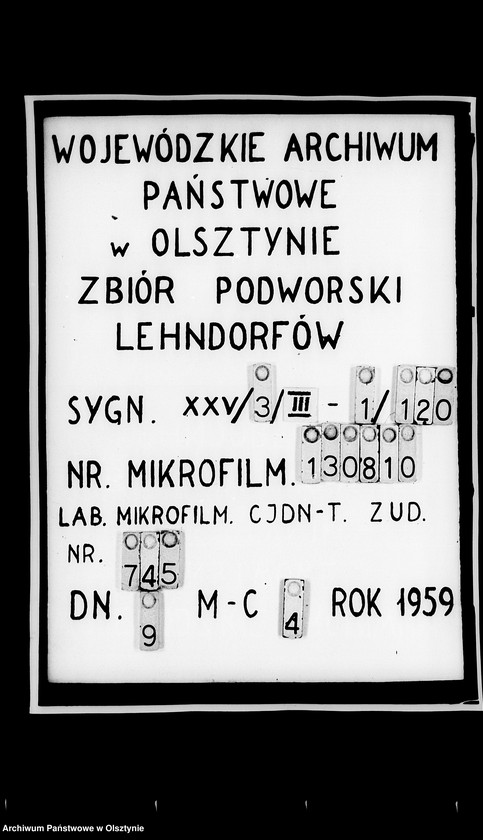 WOJEWÓDZKIE ARCHIWUM
PAŃSTWOWE
w OLSZTYNIE
ZBIÓR PODWORSKI
LEHNDORFÓW
SYGN. XXV/3/III - 1/120
NR. MIKROFILM. 130810
LAB. MIKROFILM. CJDN-T. ZUD.
NR. 745
DN. 9 M-C 4 ROK 1959
Archiwum Państwowe w Olsztynie